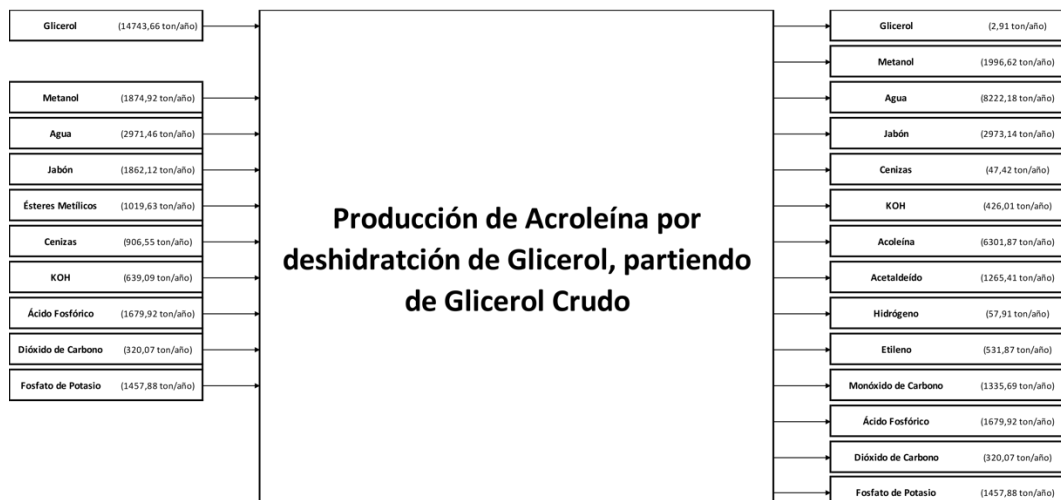 Glicerol (14743,66 ton/año)
Metanol (1874,92 ton/año)
Agua (2971,46 ton/año)
Jabón (1862,12 ton/año)
Ésteres Metílicos (1019,63 ton/año)
Cenizas (906,55 ton/año)
KOH (639,09 ton/año)
Ácido Fosfórico (1679,92 ton/año)
Dióxido de Carbono (320,07 ton/año)
Fosfato de Potasio (1457,88 ton/año)
Producción de Acroleína por
deshidratción de Glicerol, partiendo
de Glicerol Crudo
Glicerol (2,91 ton/año)
Metanol (1996,62 ton/año)
Agua (8222,18 ton/año)
Jabón (2973,14 ton/año)
Cenizas (47,42 ton/año)
KOH (426,01 ton/año)
Acoleína (6301,87 ton/año)
Acetaldeído (1265,41 ton/año)
Hidrógeno (57,91 ton/año)
Etileno (531,87 ton/año)
Monóxido de Carbono (1335,69 ton/año)
Ácido Fosfórico (1679,92 ton/año)
Dióxido de Carbono (320,07 ton/año)
Fosfato de Potasio (1457,88 ton/año)